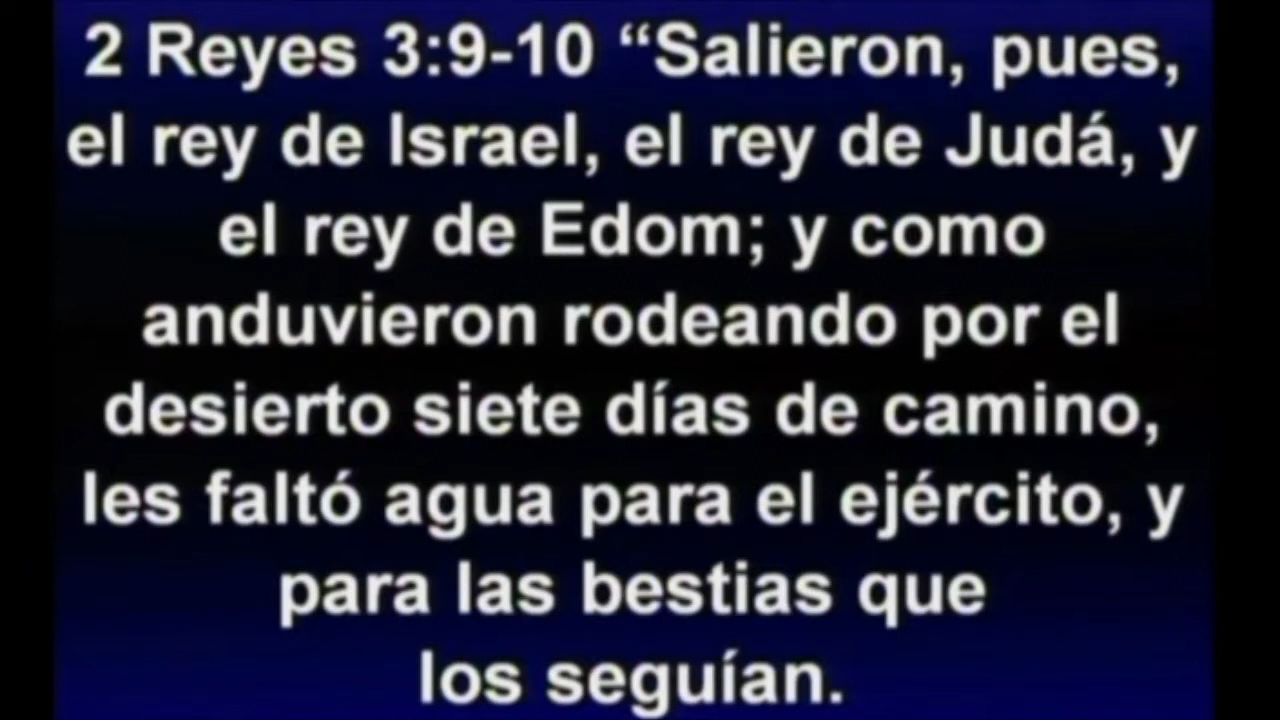 2 Reyes 3:9-10 “Salieron, pues,
el rey de Israel, el rey de Judá, y
el rey de Edom; y como
anduvieron rodeando por el
desierto siete días de camino,
les faltó agua para el ejército, y
para las bestias que
los seguían.